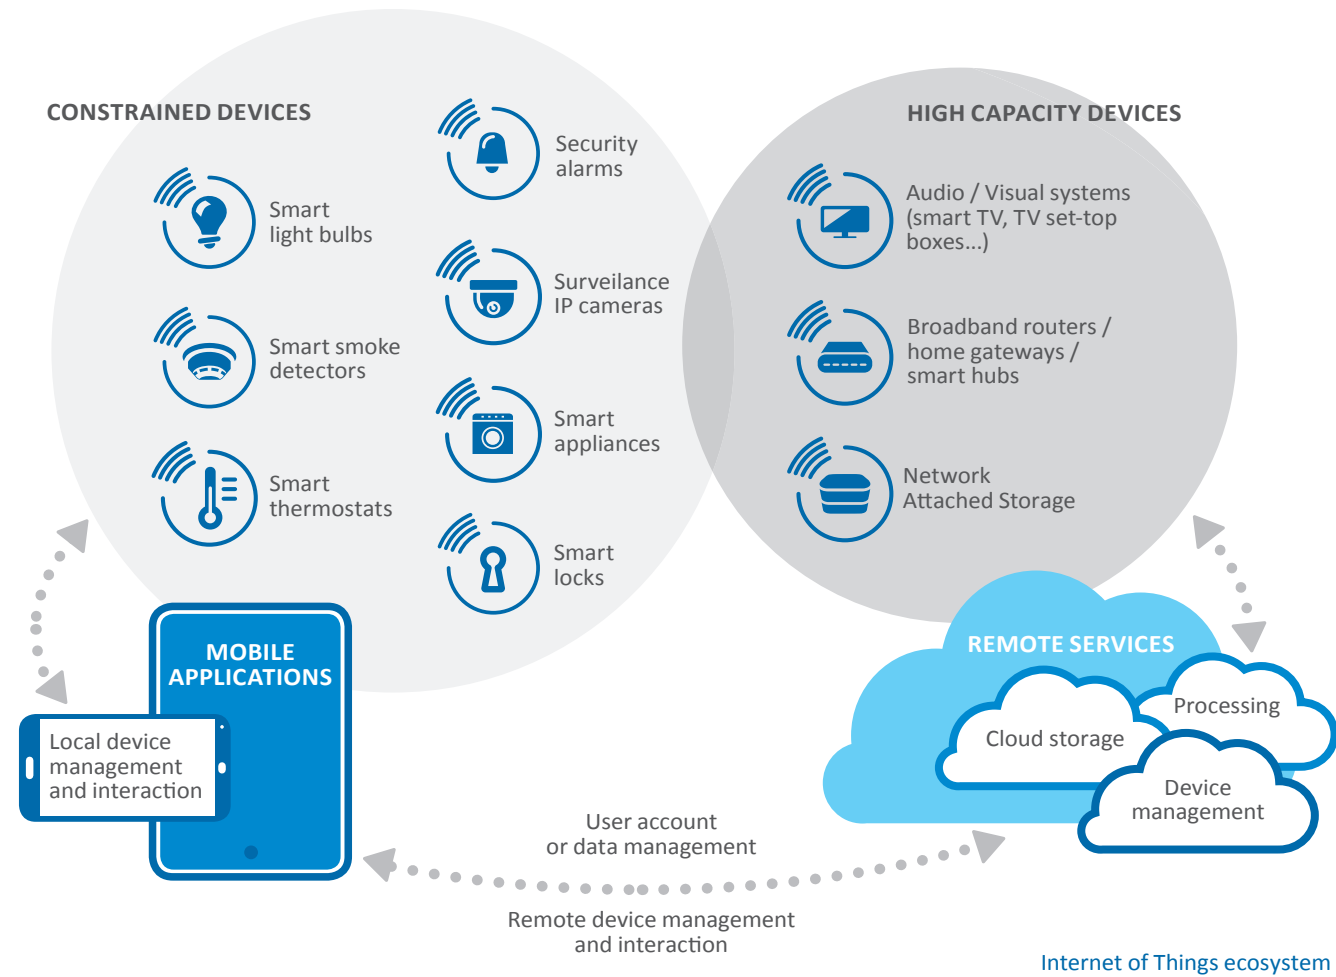 CONSTRAINED DEVICES
Smart
light bulbs
Smart smoke
detectors
Smart
thermostats
Security
alarms
Surveilance
IP cameras
Smart
appliances
Smart
locks
HIGH CAPACITY DEVICES
Audio / Visual systems
(smart TV, TV set-top
boxes...)
Broadband routers /
home gateways /
smart hubs
Network
Attached Storage
MOBILE
APPLICATIONS
Local device
management
and interaction
REMOTE SERVICES
Processing
Cloud storage
Device
management
User account
or data management
Remote device management
and interaction
Internet of Things ecosystem